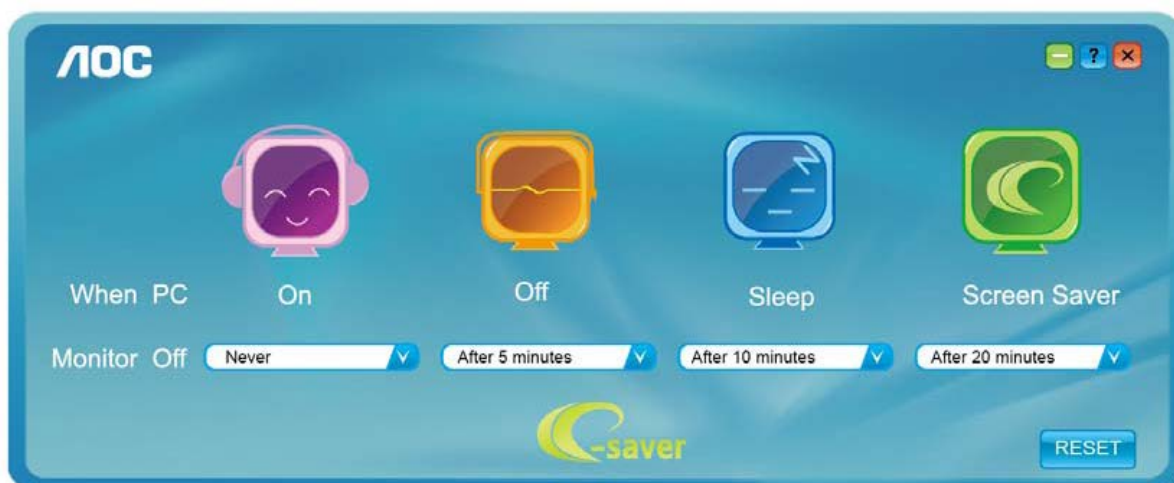 AOC
?
When PC On Off Sleep Screen Saver
Monitor Off Never After 5 minutes After 10 minutes After 20 minutes
e-saver
RESET